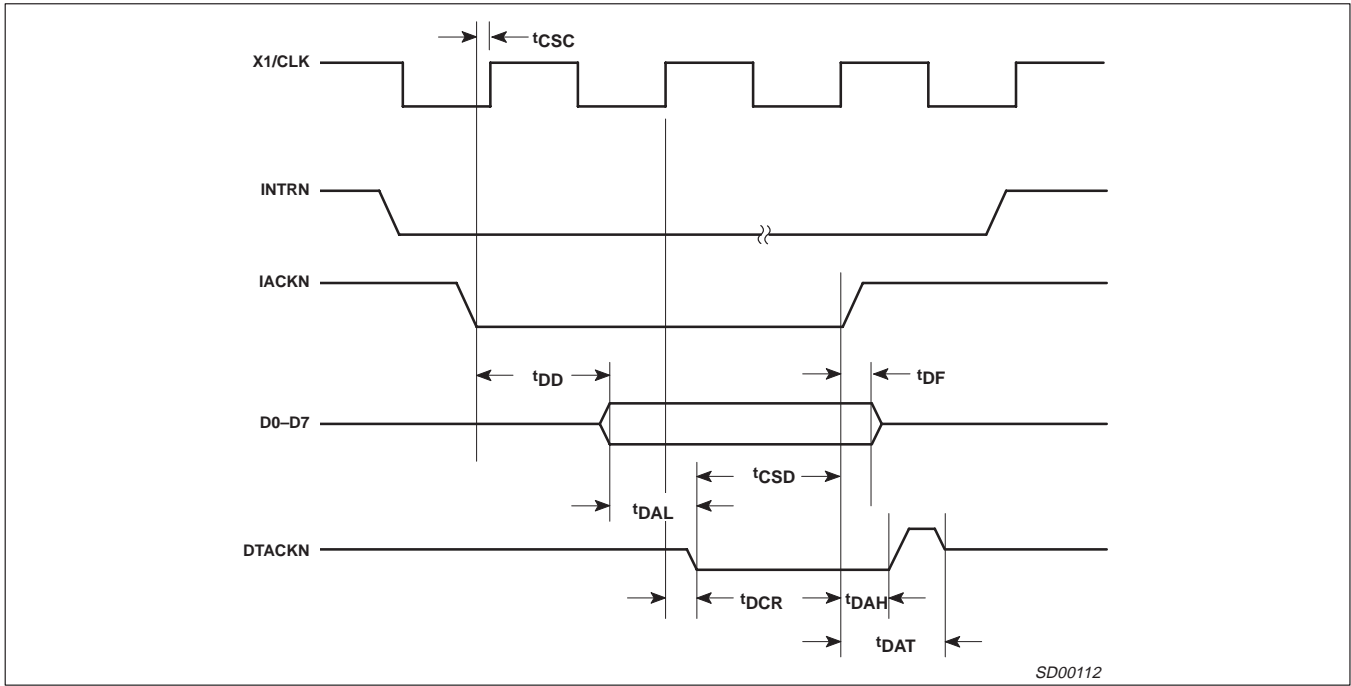 tCSC
X1/CLK
INTRN
IACKN
tDD
tDF
D0–D7
tCSD
tDAL
DTACKN
tDCR
tDAH
tDAT
SD00112